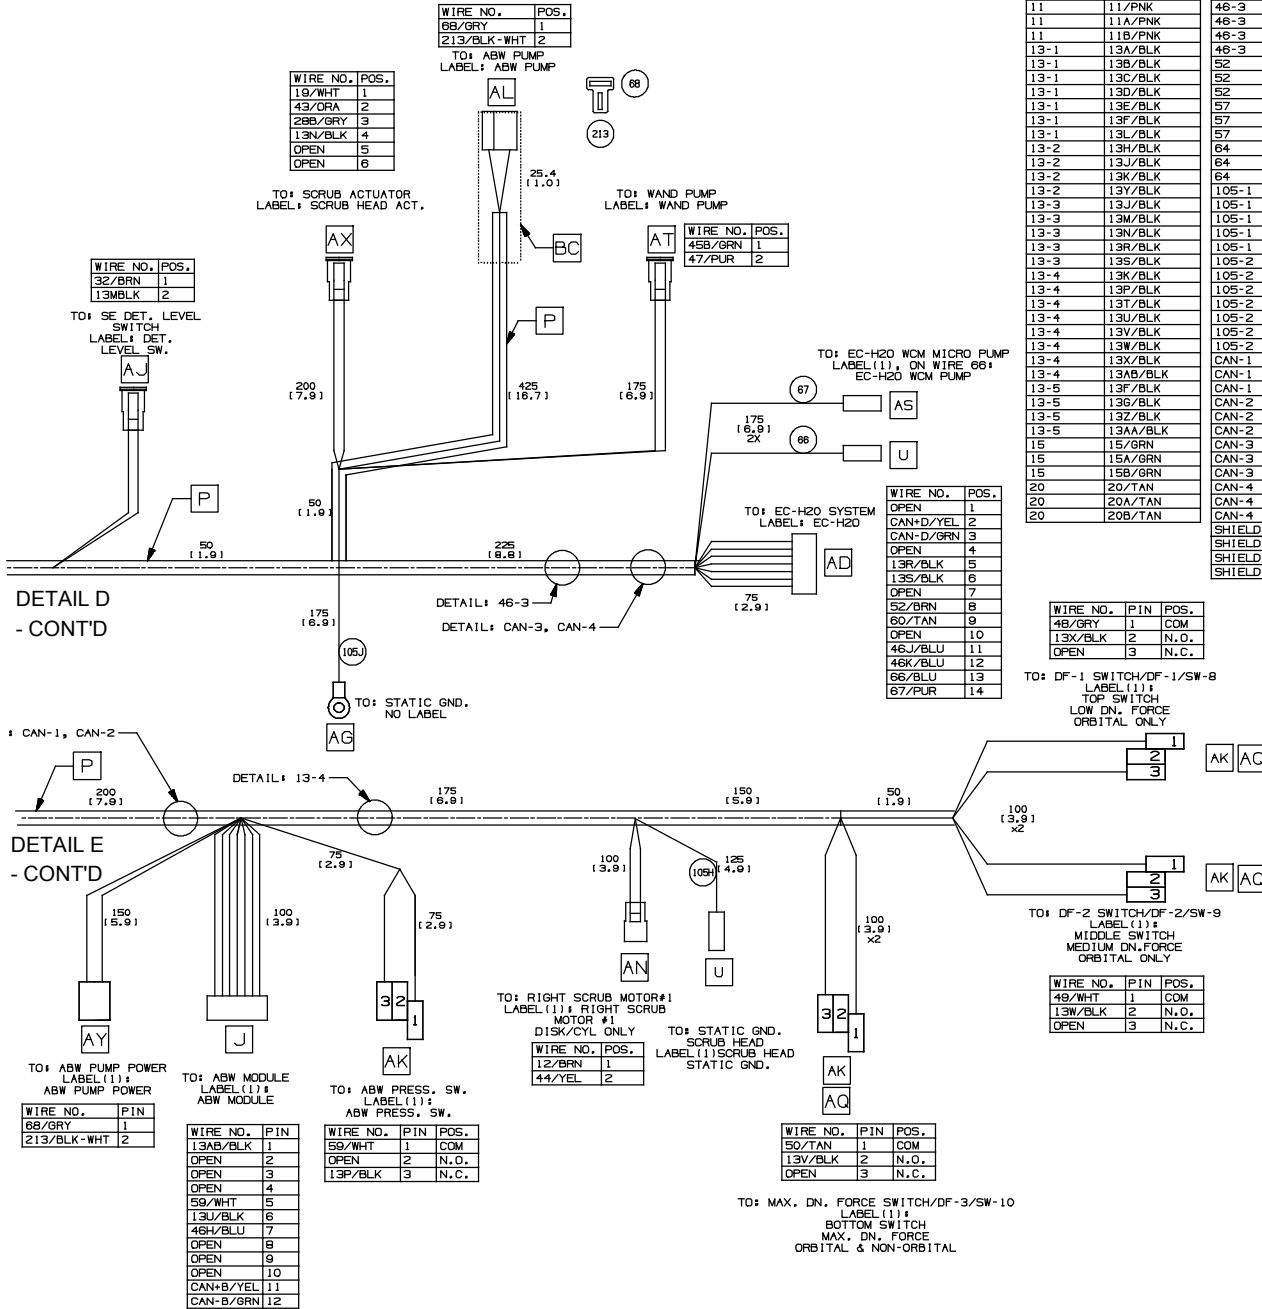 WIRE NO. POS.
68/GRY 1
213/BLK-WHT 2
TO: ABW PUMP
LABEL: ABW PUMP
AL
68
213
25.4
[1.0]
BC
WIRE NO. POS.
19/WHT 1
43/ORA 2
28B/GRY 3
13N/BLK 4
OPEN 5
OPEN 6
TO: SCRUB ACTUATOR
LABEL: SCRUB HEAD ACT.
AX
TO: WAND PUMP
LABEL: WAND PUMP
AT
WIRE NO. POS.
45B/GRN 1
47/PUR 2
WIRE NO. POS.
32/BRN 1
13MBLK 2
TO: SE DET. LEVEL
SWITCH
LABEL: DET.
LEVEL SW.
AJ
P
200
[7.9]
425
[16.7]
175
[6.9]
TO: EC-H2O WCM MICRO PUMP
LABEL(1), ON WIRE 66:
EC-H2O WCM PUMP
67
AS
175
[6.9]
2X
66
U
P
50
[1.9]
50
[1.9]
225
[8.8]
TO: EC-H2O SYSTEM
LABEL: EC-H2O
AD
75
[2.9]
WIRE NO. POS.
OPEN 1
CAN+D/YEL 2
CAN-D/GRN 3
OPEN 4
13R/BLK 5
13S/BLK 6
OPEN 7
52/BRN 8
60/TAN 9
OPEN 10
46J/BLU 11
46K/BLU 12
66/BLU 13
67/PUR 14
DETAIL D
- CONT'D
DETAIL: 46-3
DETAIL: CAN-3, CAN-4
175
[6.9]
105J
TO: STATIC GND.
NO LABEL
AG
11 11/PNK 46-3
11 11A/PNK 46-3
11 11B/PNK 46-3
13-1 13A/BLK 46-3
13-1 13B/BLK 52
13-1 13C/BLK 52
13-1 13D/BLK 52
13-1 13E/BLK 57
13-1 13F/BLK 57
13-1 13L/BLK 57
13-2 13H/BLK 64
13-2 13J/BLK 64
13-2 13K/BLK 64
13-2 13Y/BLK 105-1
13-3 13J/BLK 105-1
13-3 13M/BLK 105-1
13-3 13N/BLK 105-1
13-3 13R/BLK 105-1
13-3 13S/BLK 105-2
13-4 13K/BLK 105-2
13-4 13P/BLK 105-2
13-4 13T/BLK 105-2
13-4 13U/BLK 105-2
13-4 13V/BLK 105-2
13-4 13W/BLK 105-2
13-4 13X/BLK CAN-1
13-4 13AB/BLK CAN-1
13-5 13F/BLK CAN-1
13-5 13G/BLK CAN-2
13-5 13Z/BLK CAN-2
13-5 13AA/BLK CAN-2
15 15/GRN CAN-3
15 15A/GRN CAN-3
15 15B/GRN CAN-3
20 20/TAN CAN-4
20 20A/TAN CAN-4
20 20B/TAN CAN-4
SHIELD
SHIELD
SHIELD
SHIELD
WIRE NO. PIN POS.
48/GRY 1 COM
13X/BLK 2 N.O.
OPEN 3 N.C.
TO: DF-1 SWITCH/DF-1/SW-8
LABEL(1):
TOP SWITCH
LOW DN. FORCE
ORBITAL ONLY
1
2
3
AK AQ
: CAN-1, CAN-2
P
200
[7.9]
DETAIL: 13-4
175
[6.9]
150
[5.9]
50
[1.9]
100
[3.9]
x2
DETAIL E
- CONT'D
1
2
3
AK AQ
TO: DF-2 SWITCH/DF-2/SW-9
LABEL(1):
MIDDLE SWITCH
MEDIUM DN.FORCE
ORBITAL ONLY
WIRE NO. PIN POS.
49/WHT 1 COM
13W/BLK 2 N.O.
OPEN 3 N.C.
150
[5.9]
100
[3.9]
75
[2.9]
75
[2.9]
100
[3.9]
105H
125
[4.9]
100
[3.9]
x2
AY
TO: ABW PUMP POWER
LABEL(1):
ABW PUMP POWER
WIRE NO. PIN
68/GRY 1
213/BLK-WHT 2
J
TO: ABW MODULE
LABEL(1):
ABW MODULE
WIRE NO. PIN
13AB/BLK 1
OPEN 2
OPEN 3
OPEN 4
59/WHT 5
13U/BLK 6
46H/BLU 7
OPEN 8
OPEN 9
OPEN 10
CAN+B/YEL 11
CAN-B/GRN 12
3 2 1
AK
TO: ABW PRESS. SW.
LABEL(1):
ABW PRESS. SW.
WIRE NO. PIN POS.
59/WHT 1 COM
OPEN 2 N.O.
13P/BLK 3 N.C.
AN
TO: RIGHT SCRUB MOTOR#1
LABEL(1): RIGHT SCRUB
MOTOR #1
DISK/CYL ONLY
WIRE NO. POS.
12/BRN 1
44/YEL 2
U
TO: STATIC GND.
SCRUB HEAD
LABEL(1)SCRUB HEAD
STATIC GND.
3 2 1
AK
AQ
WIRE NO. PIN POS.
50/TAN 1 COM
13V/BLK 2 N.O.
OPEN 3 N.C.
TO: MAX. DN. FORCE SWITCH/DF-3/SW-10
LABEL(1):
BOTTOM SWITCH
MAX. DN. FORCE
ORBITAL & NON-ORBITAL